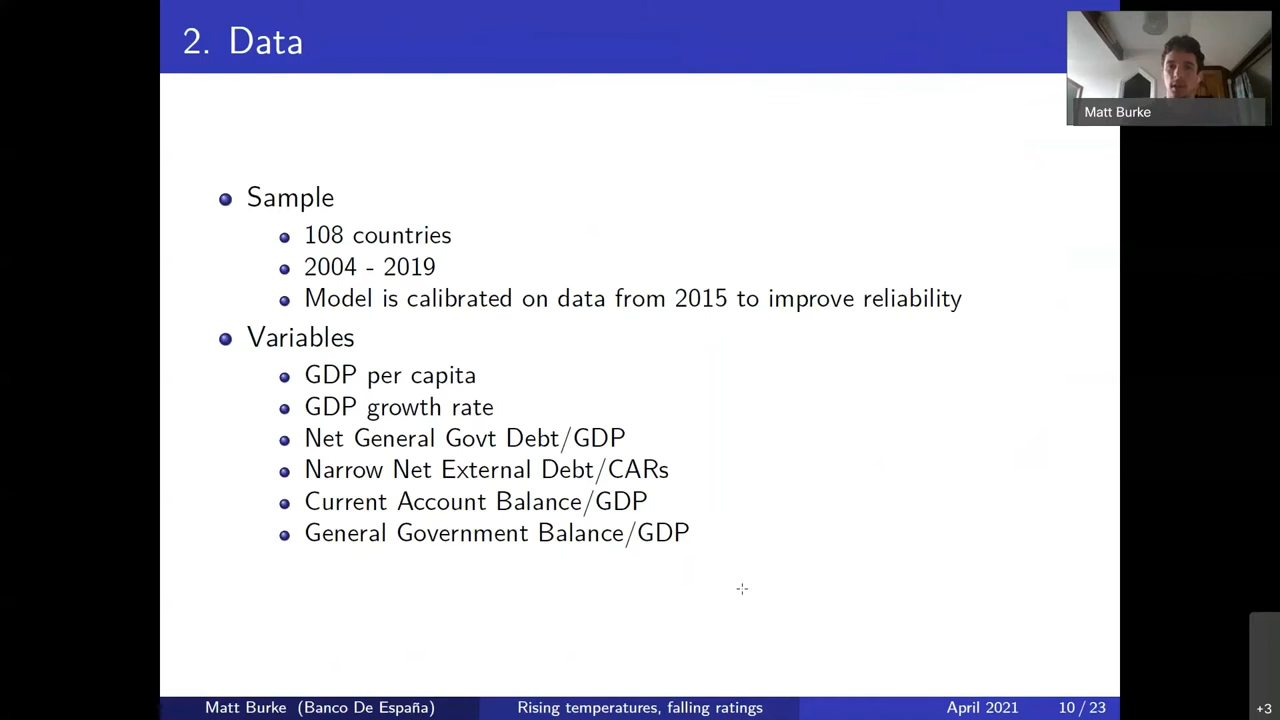 2. Data
Matt Burke
Sample
108 countries
2004 - 2019
Model is calibrated on data from 2015 to improve reliability
Variables
GDP per capita
GDP growth rate
Net General Govt Debt/GDP
Narrow Net External Debt/CARs
Current Account Balance/GDP
General Government Balance/GDP
Matt Burke (Banco De España) Rising temperatures, falling ratings April 2021 10 / 23
+3